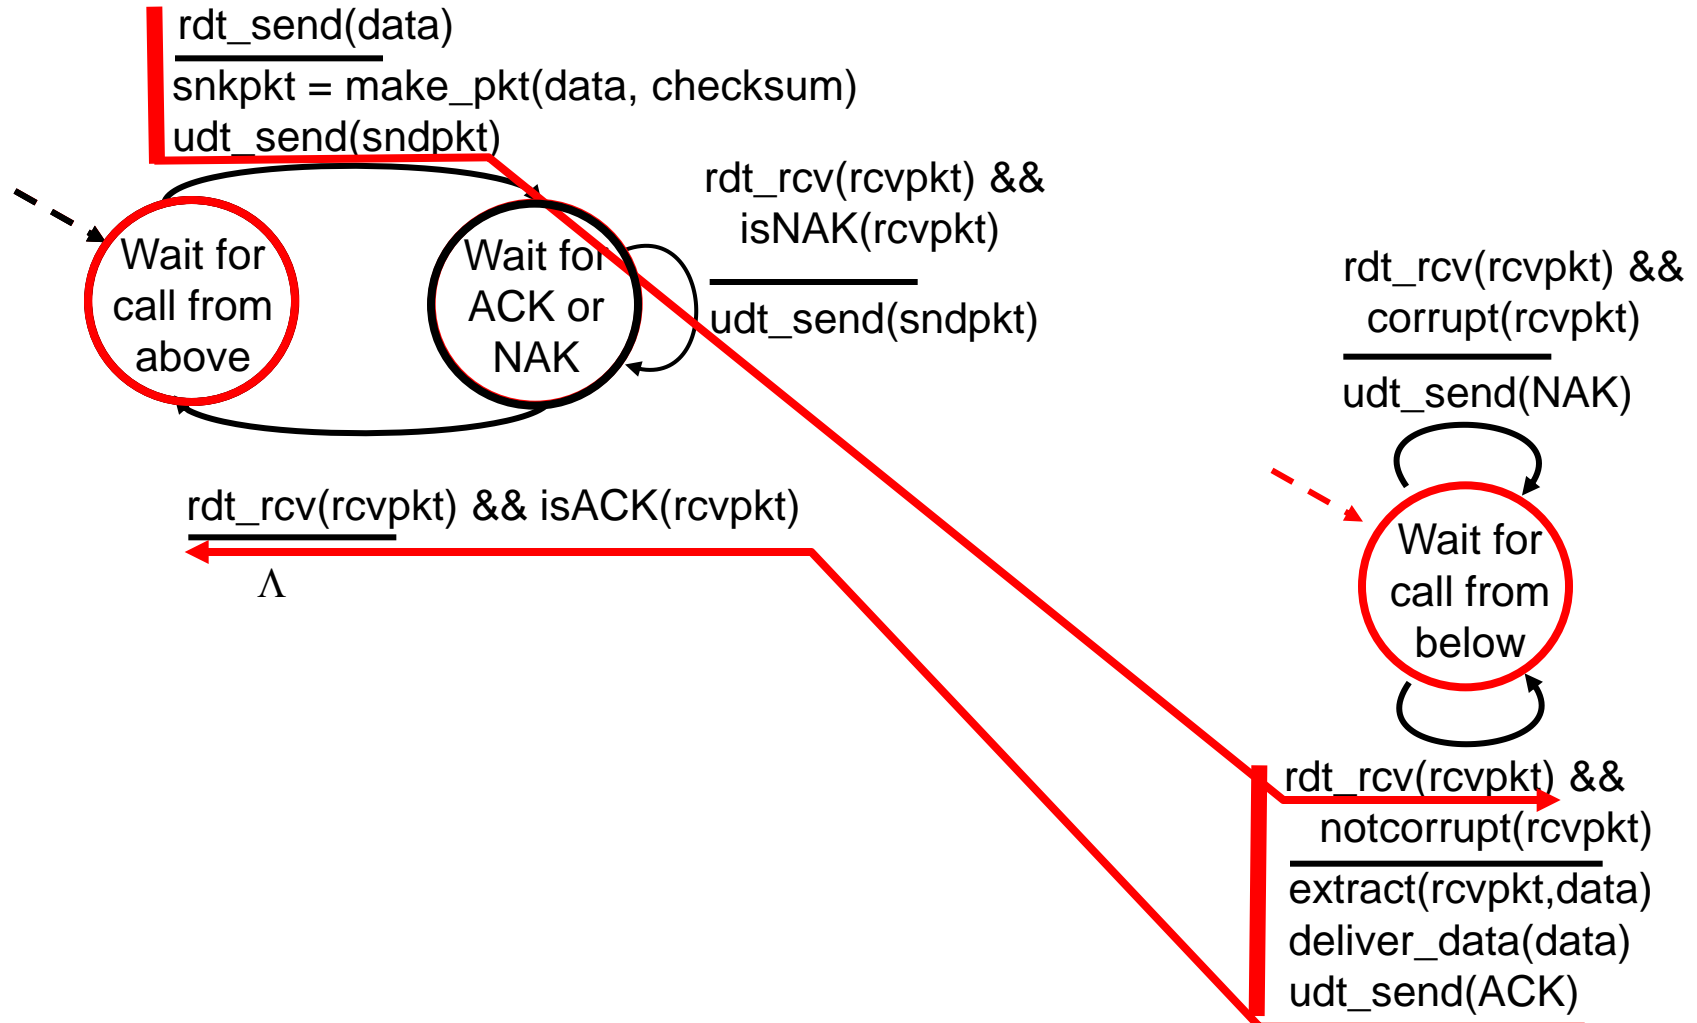 rdt_send(data)
snkpkt = make_pkt(data, checksum)
udt_send(sndpkt)
Wait for
call from
above
Wait for
ACK or
NAK
rdt_rcv(rcvpkt) &&
isNAK(rcvpkt)
udt_send(sndpkt)
rdt_rcv(rcvpkt) && isACK(rcvpkt)
Λ
rdt_rcv(rcvpkt) &&
corrupt(rcvpkt)
udt_send(NAK)
Wait for
call from
below
rdt_rcv(rcvpkt) &&
notcorrupt(rcvpkt)
extract(rcvpkt,data)
deliver_data(data)
udt_send(ACK)